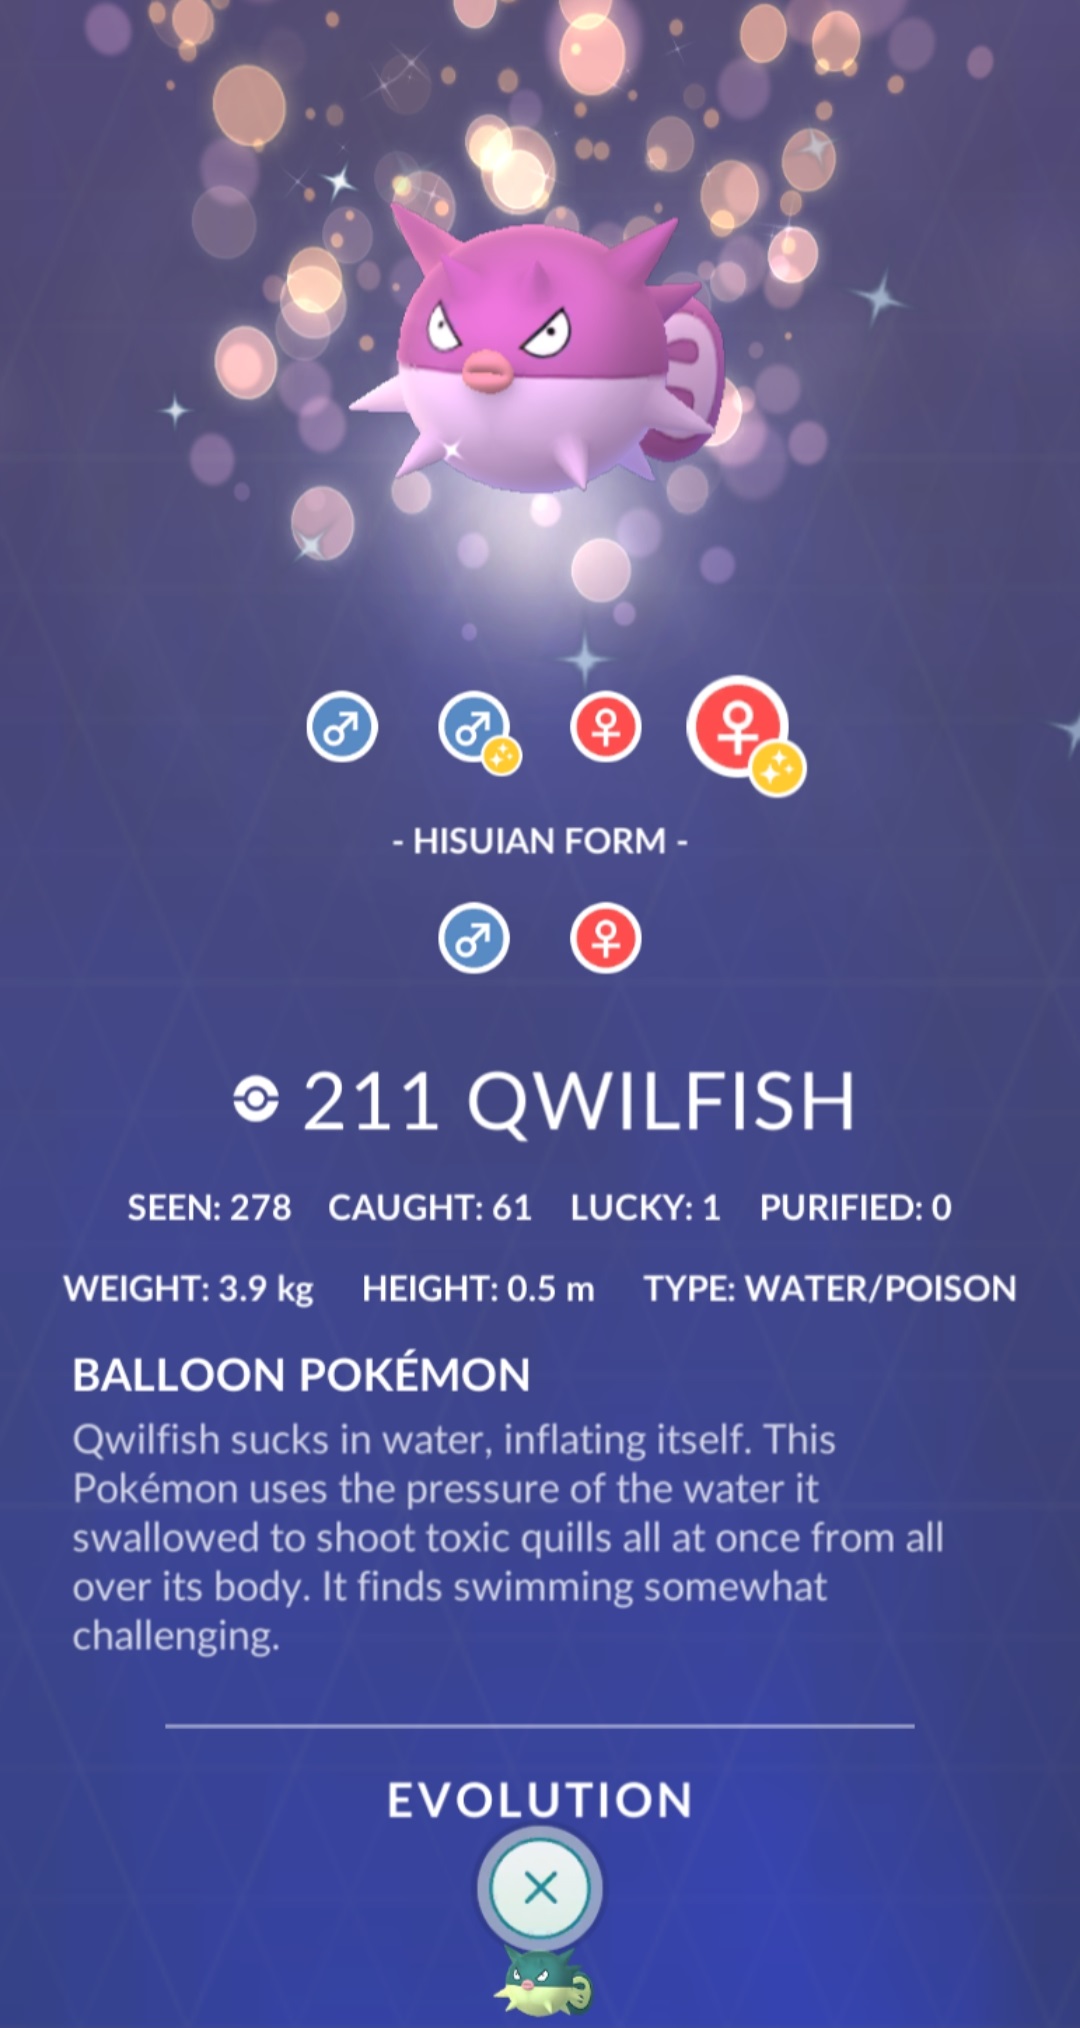 - HISUIAN FORM -
211 QWILFISH
SEEN: 278 CAUGHT: 61 LUCKY: 1 PURIFIED: 0
WEIGHT: 3.9 kg HEIGHT: 0.5 m TYPE: WATER/POISON
BALLOON POKÉMON
Qwilfish sucks in water, inflating itself. This
Pokémon uses the pressure of the water it
swallowed to shoot toxic quills all at once from all
over its body. It finds swimming somewhat
challenging.
EVOLUTION